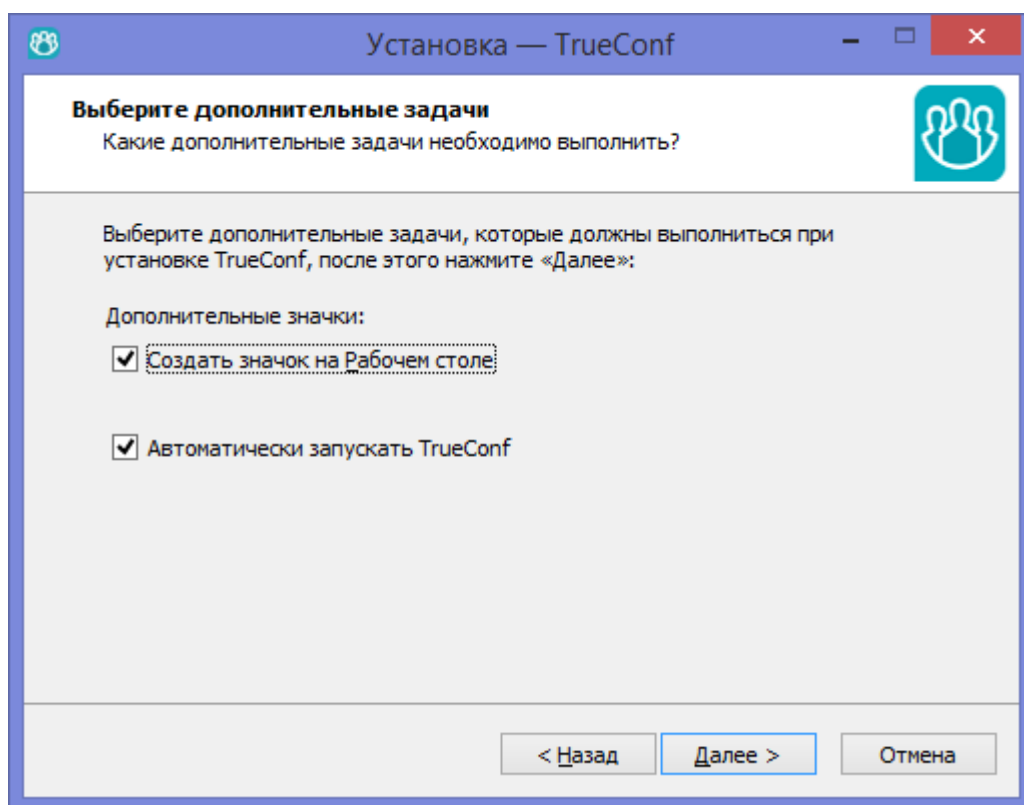 Установка — TrueConf
Выберите дополнительные задачи
Какие дополнительные задачи необходимо выполнить?
Выберите дополнительные задачи, которые должны выполниться при
установке TrueConf, после этого нажмите «Далее»:
Дополнительные значки:
Создать значок на Рабочем столе
Автоматически запускать TrueConf
< Назад
Далее >
Отмена